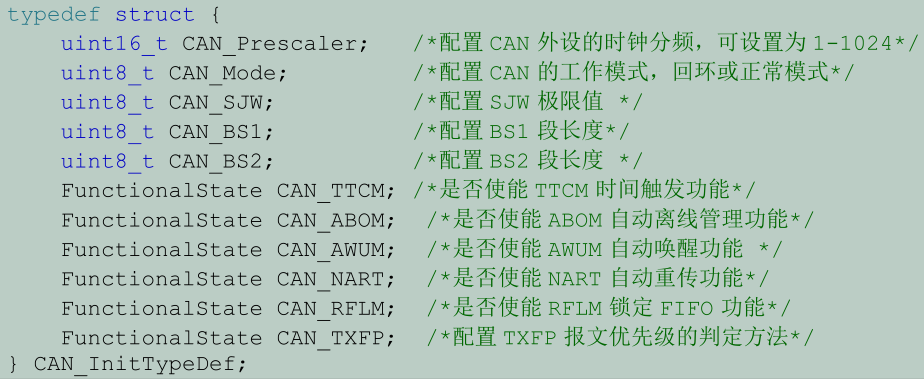 typedef struct {
    uint16_t CAN_Prescaler;   /*配置 CAN 外设的时钟分频，可设置为 1-1024*/
    uint8_t CAN_Mode;         /*配置 CAN 的工作模式，回环或正常模式*/
    uint8_t CAN_SJW;          /*配置 SJW 极限值 */
    uint8_t CAN_BS1;          /*配置 BS1 段长度*/
    uint8_t CAN_BS2;          /*配置 BS2 段长度 */
    FunctionalState CAN_TTCM; /*是否使能 TTCM 时间触发功能*/
    FunctionalState CAN_ABOM;  /*是否使能 ABOM 自动离线管理功能*/
    FunctionalState CAN_AWUM;  /*是否使能 AWUM 自动唤醒功能 */
    FunctionalState CAN_NART;  /*是否使能 NART 自动重传功能*/
    FunctionalState CAN_RFLM;  /*是否使能 RFLM 锁定 FIFO 功能*/
    FunctionalState CAN_TXFP;  /*配置 TXFP 报文优先级的判定方法*/
} CAN_InitTypeDef;